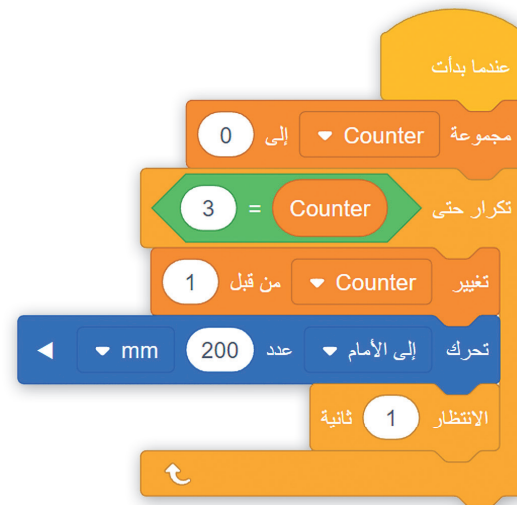 عندما بدأت
مجموعة Counter إلى 0
تكرار حتى Counter = 3
تغيير Counter من قبل 1
تحرك إلى الأمام عدد 200 mm
الانتظار 1 ثانية